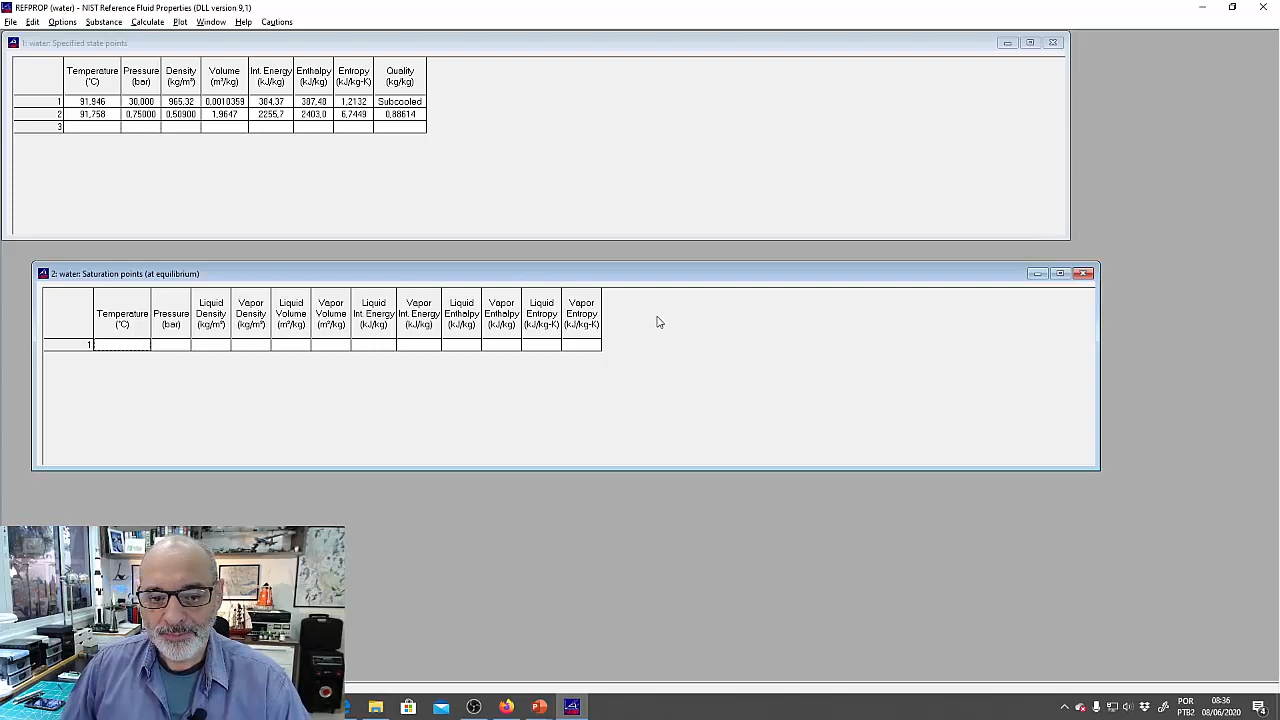 REFPROP (water) - NIST Reference Fluid Properties (DLL version 9,1)
File Edit Options Substance Calculate Plot Window Help Cautions
1: water: Specified state points
Temperature (°C) Pressure (bar) Density (kg/m³) Volume (m³/kg) Int. Energy (kJ/kg) Enthalpy (kJ/kg) Entropy (kJ/kg-K) Quality (kg/kg)
1 91,946 30,000 965,32 0,0010359 384,37 387,48 1,2132 Subcooled
2 91,758 0,75000 0,50900 1,9647 2255,7 2403,0 6,7449 0,88614
3
2: water: Saturation points (at equilibrium)
Temperature (°C) Pressure (bar) Liquid Density (kg/m³) Vapor Density (kg/m³) Liquid Volume (m³/kg) Vapor Volume (m³/kg) Liquid Int. Energy (kJ/kg) Vapor Int. Energy (kJ/kg) Liquid Enthalpy (kJ/kg) Vapor Enthalpy (kJ/kg) Liquid Entropy (kJ/kg-K) Vapor Entropy (kJ/kg-K)
1
POR 08:36
PTB2 08/06/2020